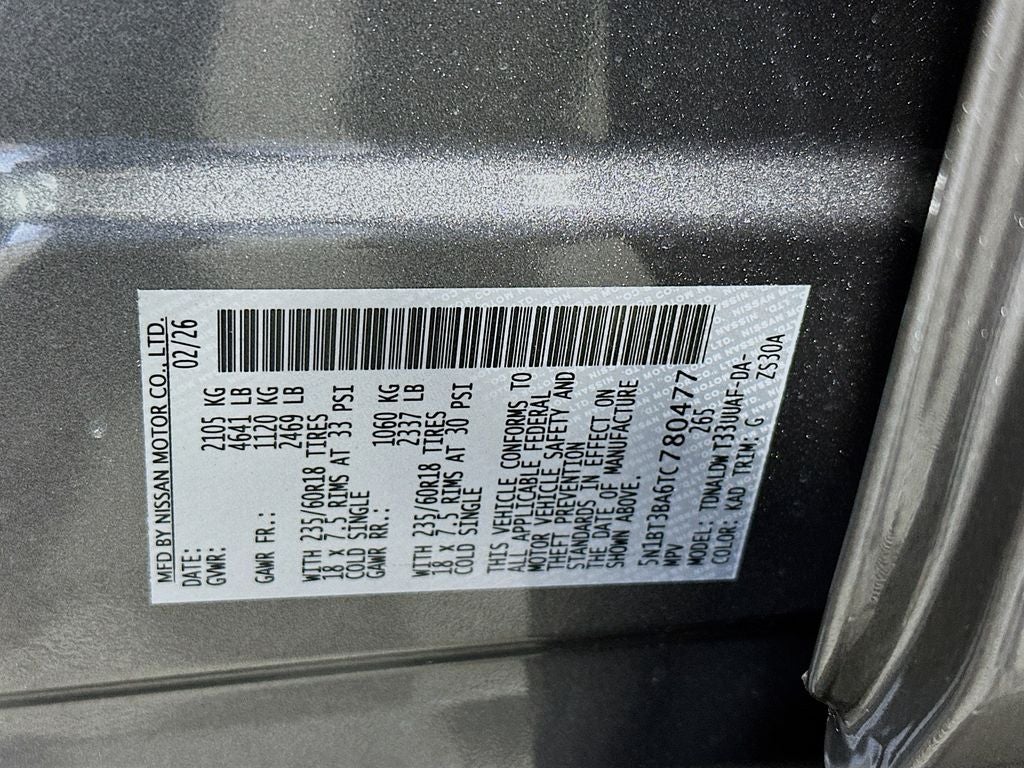 MFD BY NISSAN MOTOR CO., LTD.
DATE: 02/26
GVWR: 2105 KG
4641 LB
GAWR FR.: 1120 KG
2469 LB
WITH 235/60R18 TIRES
18 X 7.5 RIMS AT 33 PSI
COLD SINGLE
GAWR RR.: 1060 KG
2337 LB
WITH 235/60R18 TIRES
18 X 7.5 RIMS AT 30 PSI
COLD SINGLE
THIS VEHICLE CONFORMS TO
ALL APPLICABLE FEDERAL
MOTOR VEHICLE SAFETY AND
THEFT PREVENTION
STANDARDS IN EFFECT ON
THE DATE OF MANUFACTURE
SHOWN ABOVE.
5N1BT3BA6TC780477
MPV 265
MODEL: TDNALDW T33UUAF-DA-
COLOR: KAD TRIM: G ZS30A